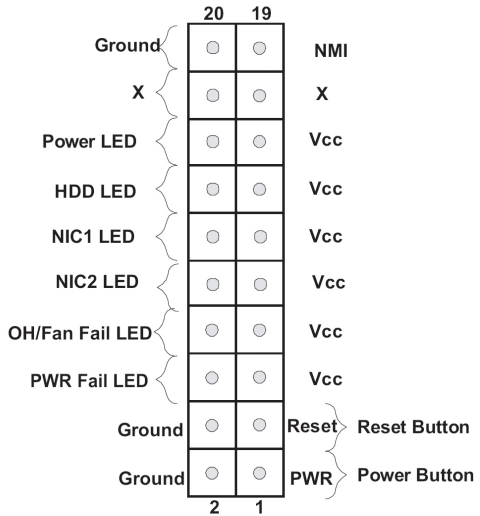 20 19
Ground NMI
X X
Power LED Vcc
HDD LED Vcc
NIC1 LED Vcc
NIC2 LED Vcc
OH/Fan Fail LED Vcc
PWR Fail LED Vcc
Ground Reset Reset Button
Ground PWR Power Button
2 1